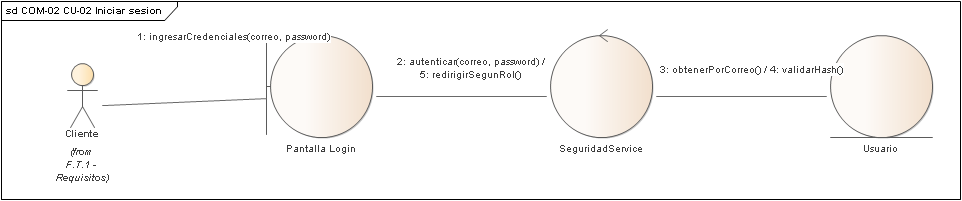 sd COM-02 CU-02 Iniciar sesion
1: ingresarCredenciales(correo, password)
2: autenticar(correo, password) /
5: redirigirSegunRol()
3: obtenerPorCorreo() / 4: validarHash()
Cliente
(from
F.T.1 -
Requisitos)
Pantalla Login
SeguridadService
Usuario